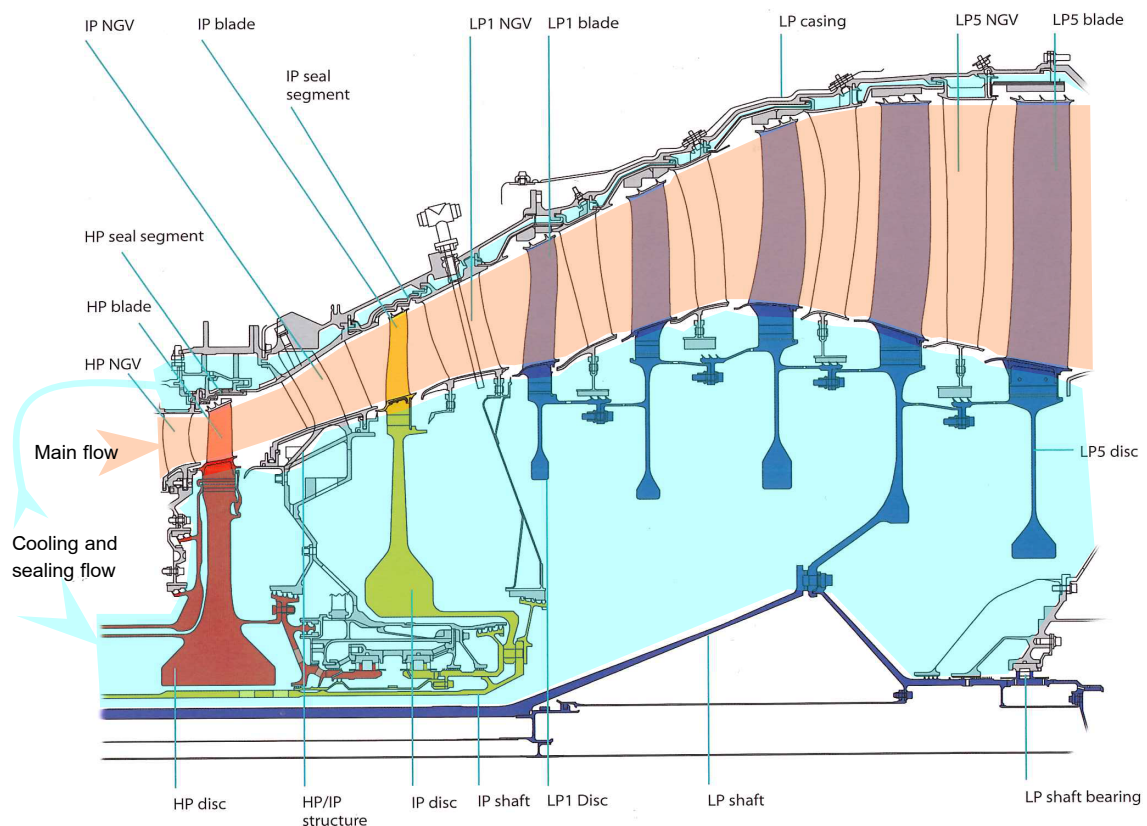 IP NGV
IP blade
LP1 NGV
LP1 blade
LP casing
LP5 NGV
LP5 blade
IP seal
segment
HP seal segment
HP blade
HP NGV
Main flow
LP5 disc
Cooling and
sealing flow
HP disc
HP/IP
structure
IP disc
IP shaft
LP1 Disc
LP shaft
LP shaft bearing